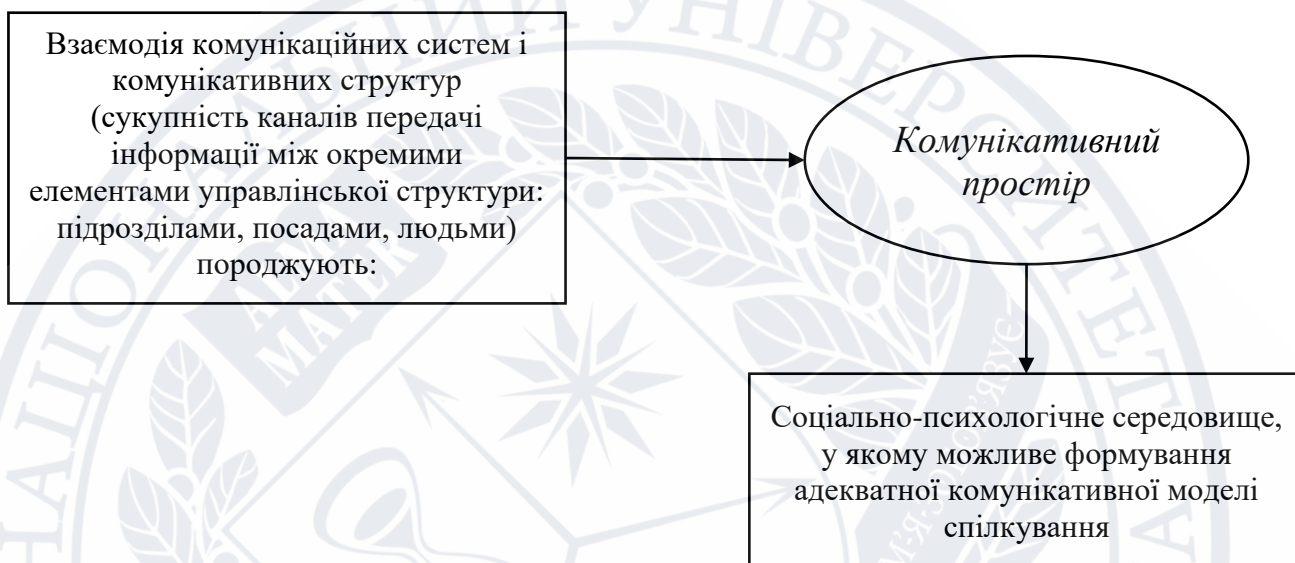 Взаємодія комунікаційних систем і
комунікативних структур
(сукупність каналів передачі
інформації між окремими
елементами управлінської структури:
підрозділами, посадами, людьми)
породжують:
Комунікативний
простір
Соціально-психологічне середовище,
у якому можливе формування
адекватної комунікативної моделі
спілкування